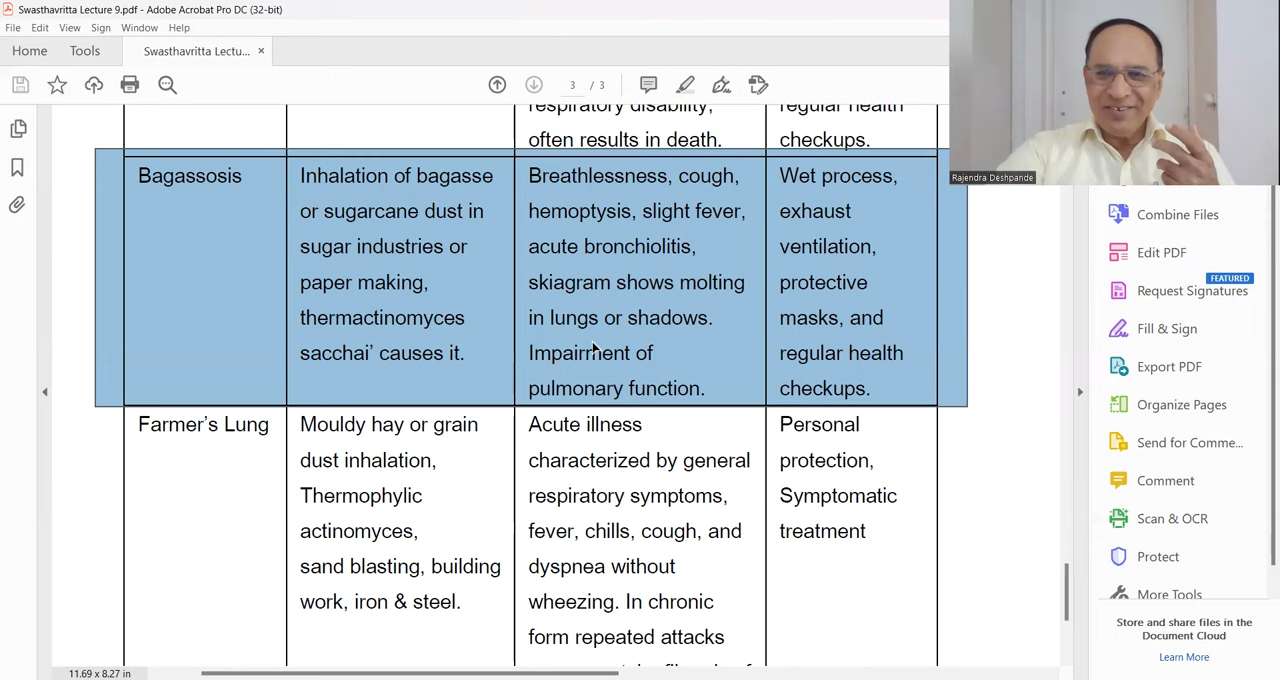 Swasthavritta Lecture 9.pdf - Adobe Acrobat Pro DC (32-bit)
File Edit View Sign Window Help
Home Tools Swasthavritta Lectu... ×
3 / 3
respiratory disability,
often results in death.
regular health
checkups.
Bagassosis
Inhalation of bagasse
or sugarcane dust in
sugar industries or
paper making,
thermactinomyces
sacchai’ causes it.
Breathlessness, cough,
hemoptysis, slight fever,
acute bronchiolitis,
skiagram shows molting
in lungs or shadows.
Impairment of
pulmonary function.
Wet process,
exhaust
ventilation,
protective
masks, and
regular health
checkups.
Farmer’s Lung
Mouldy hay or grain
dust inhalation,
Thermophylic
actinomyces,
sand blasting, building
work, iron & steel.
Acute illness
characterized by general
respiratory symptoms,
fever, chills, cough, and
dyspnea without
wheezing. In chronic
form repeated attacks
Personal
protection,
Symptomatic
treatment
11.69 x 8.27 in
Rajendra Deshpande
Combine Files
Edit PDF
FEATURED
Request Signatures
Fill & Sign
Export PDF
Organize Pages
Send for Comme...
Comment
Scan & OCR
Protect
More Tools
Store and share files in the
Document Cloud
Learn More